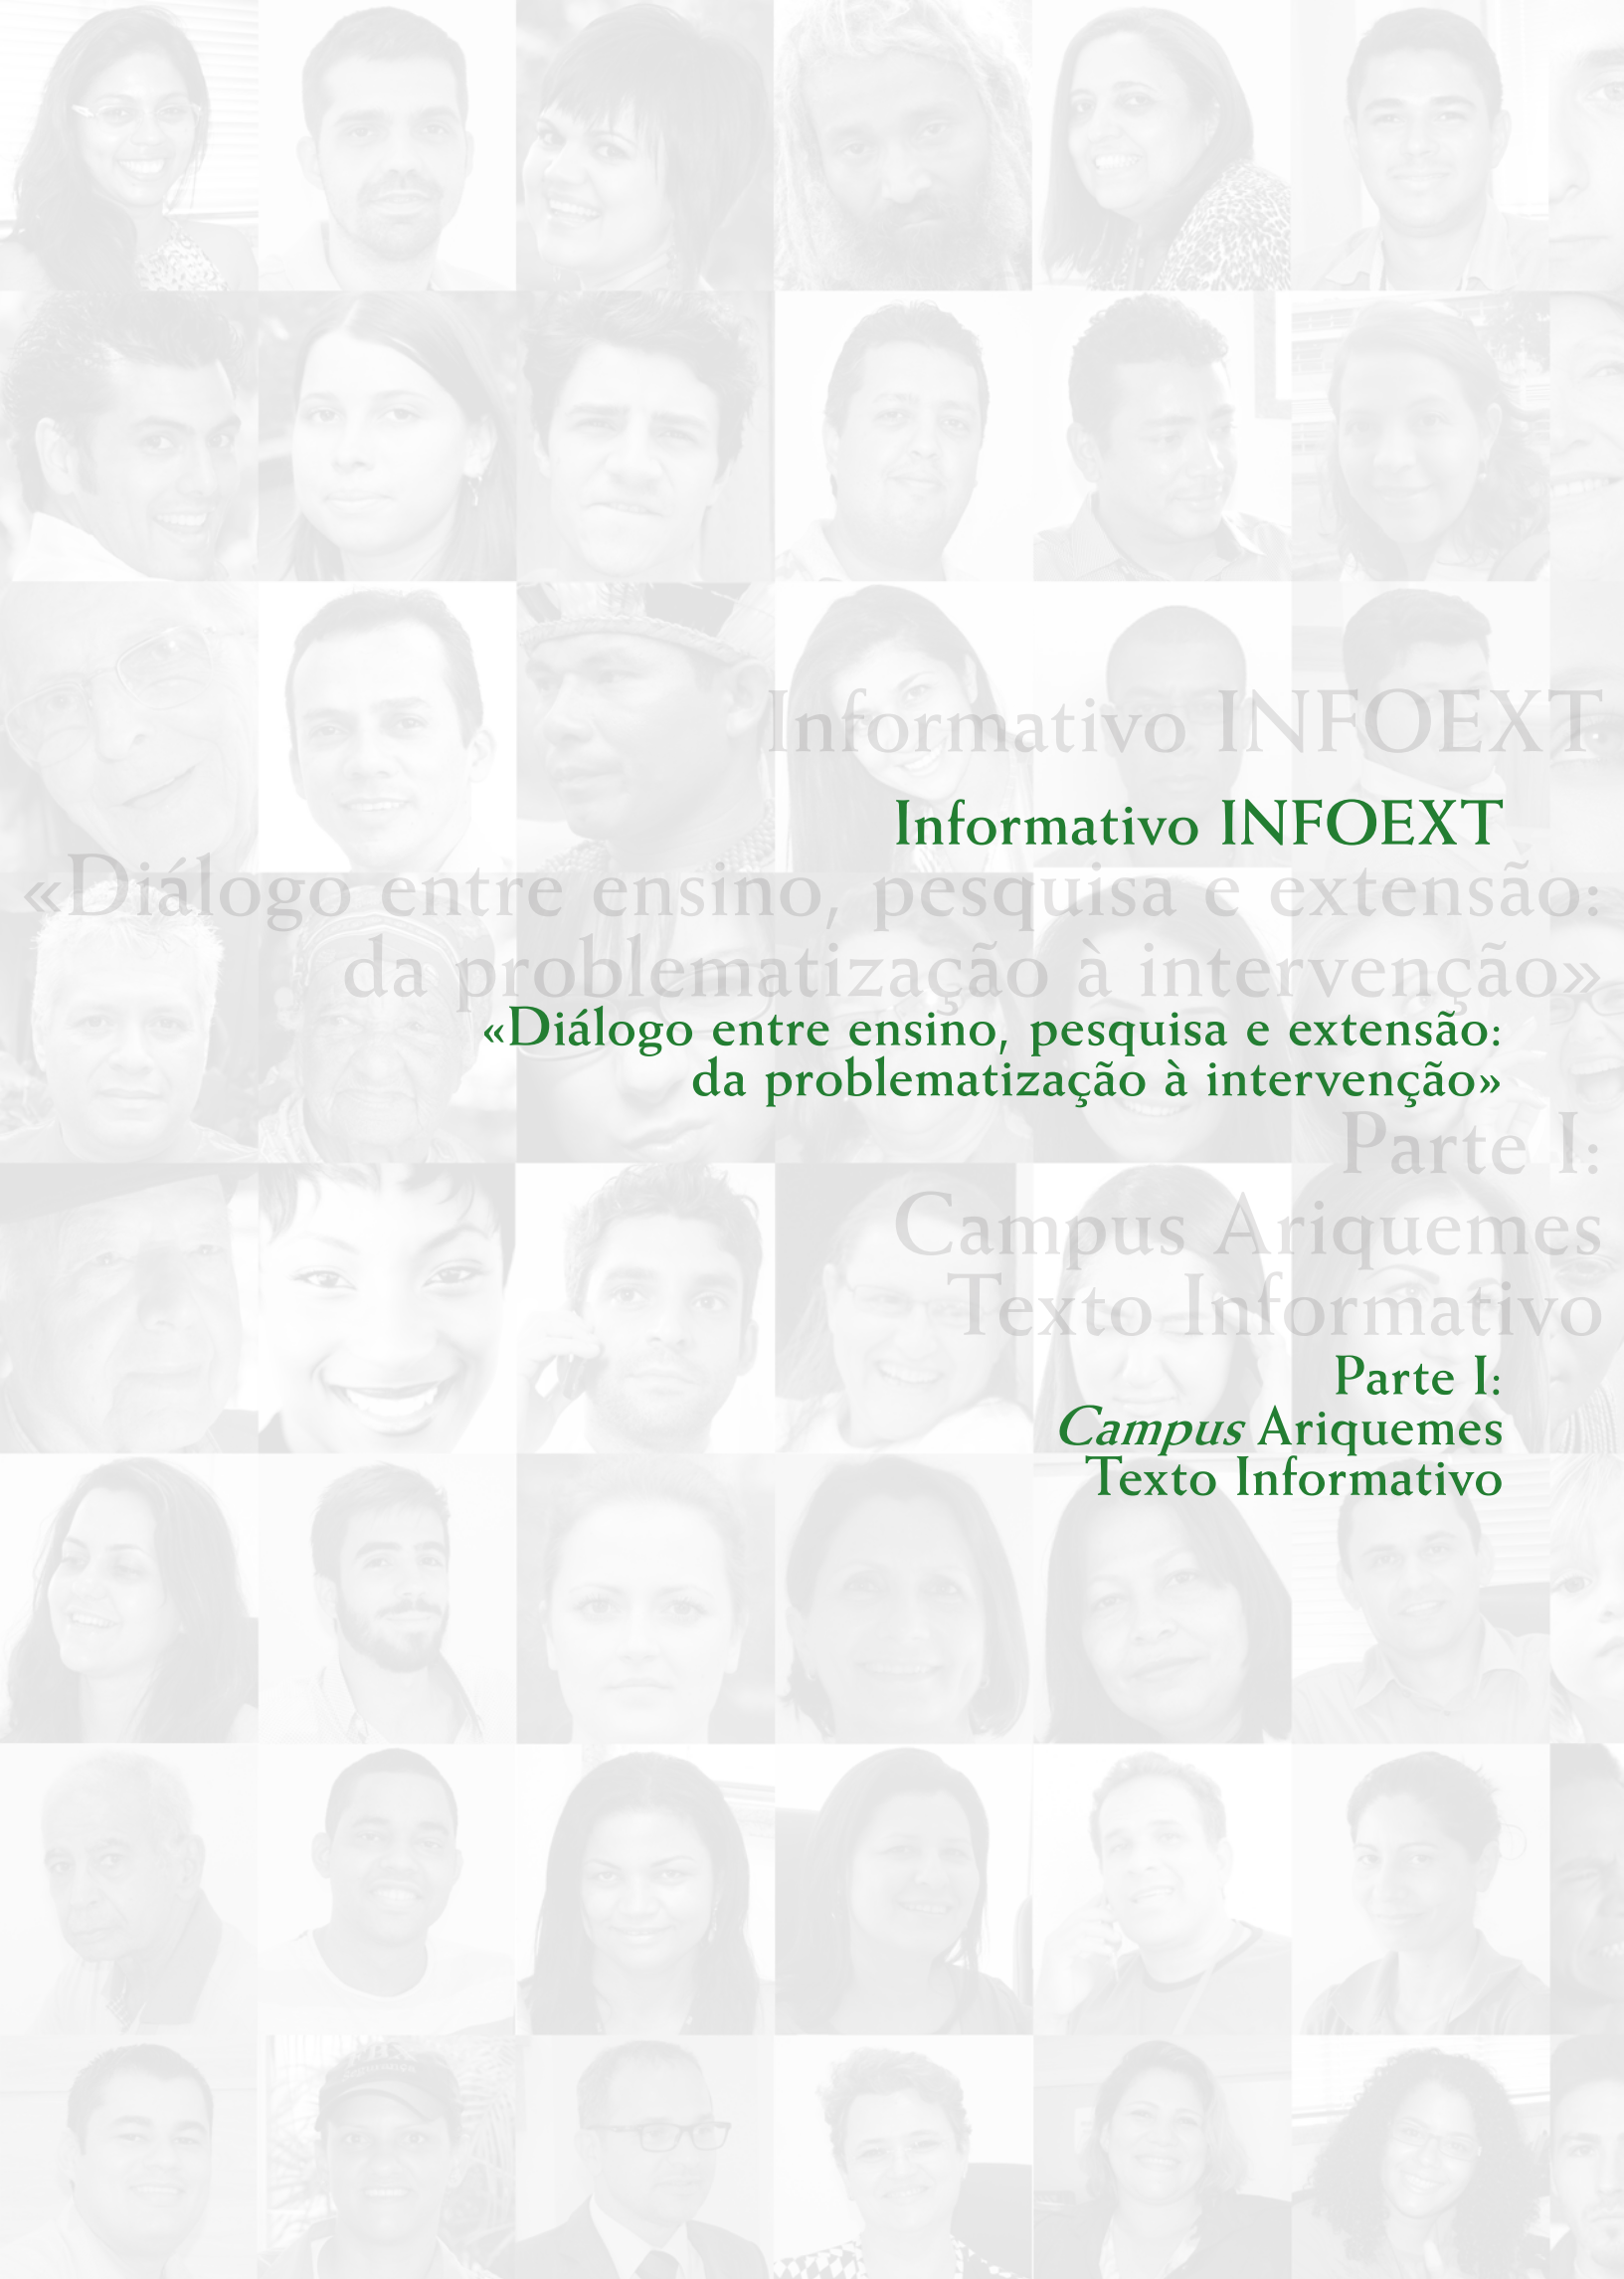 Informativo INFOEXT
Informativo INFOEXT
«Diálogo entre ensino, pesquisa e extensão:
da problematização à intervenção»
«Diálogo entre ensino, pesquisa e extensão:
da problematização à intervenção»
Parte I:
Campus Ariquemes
Texto Informativo
Parte I:
Campus Ariquemes
Texto Informativo